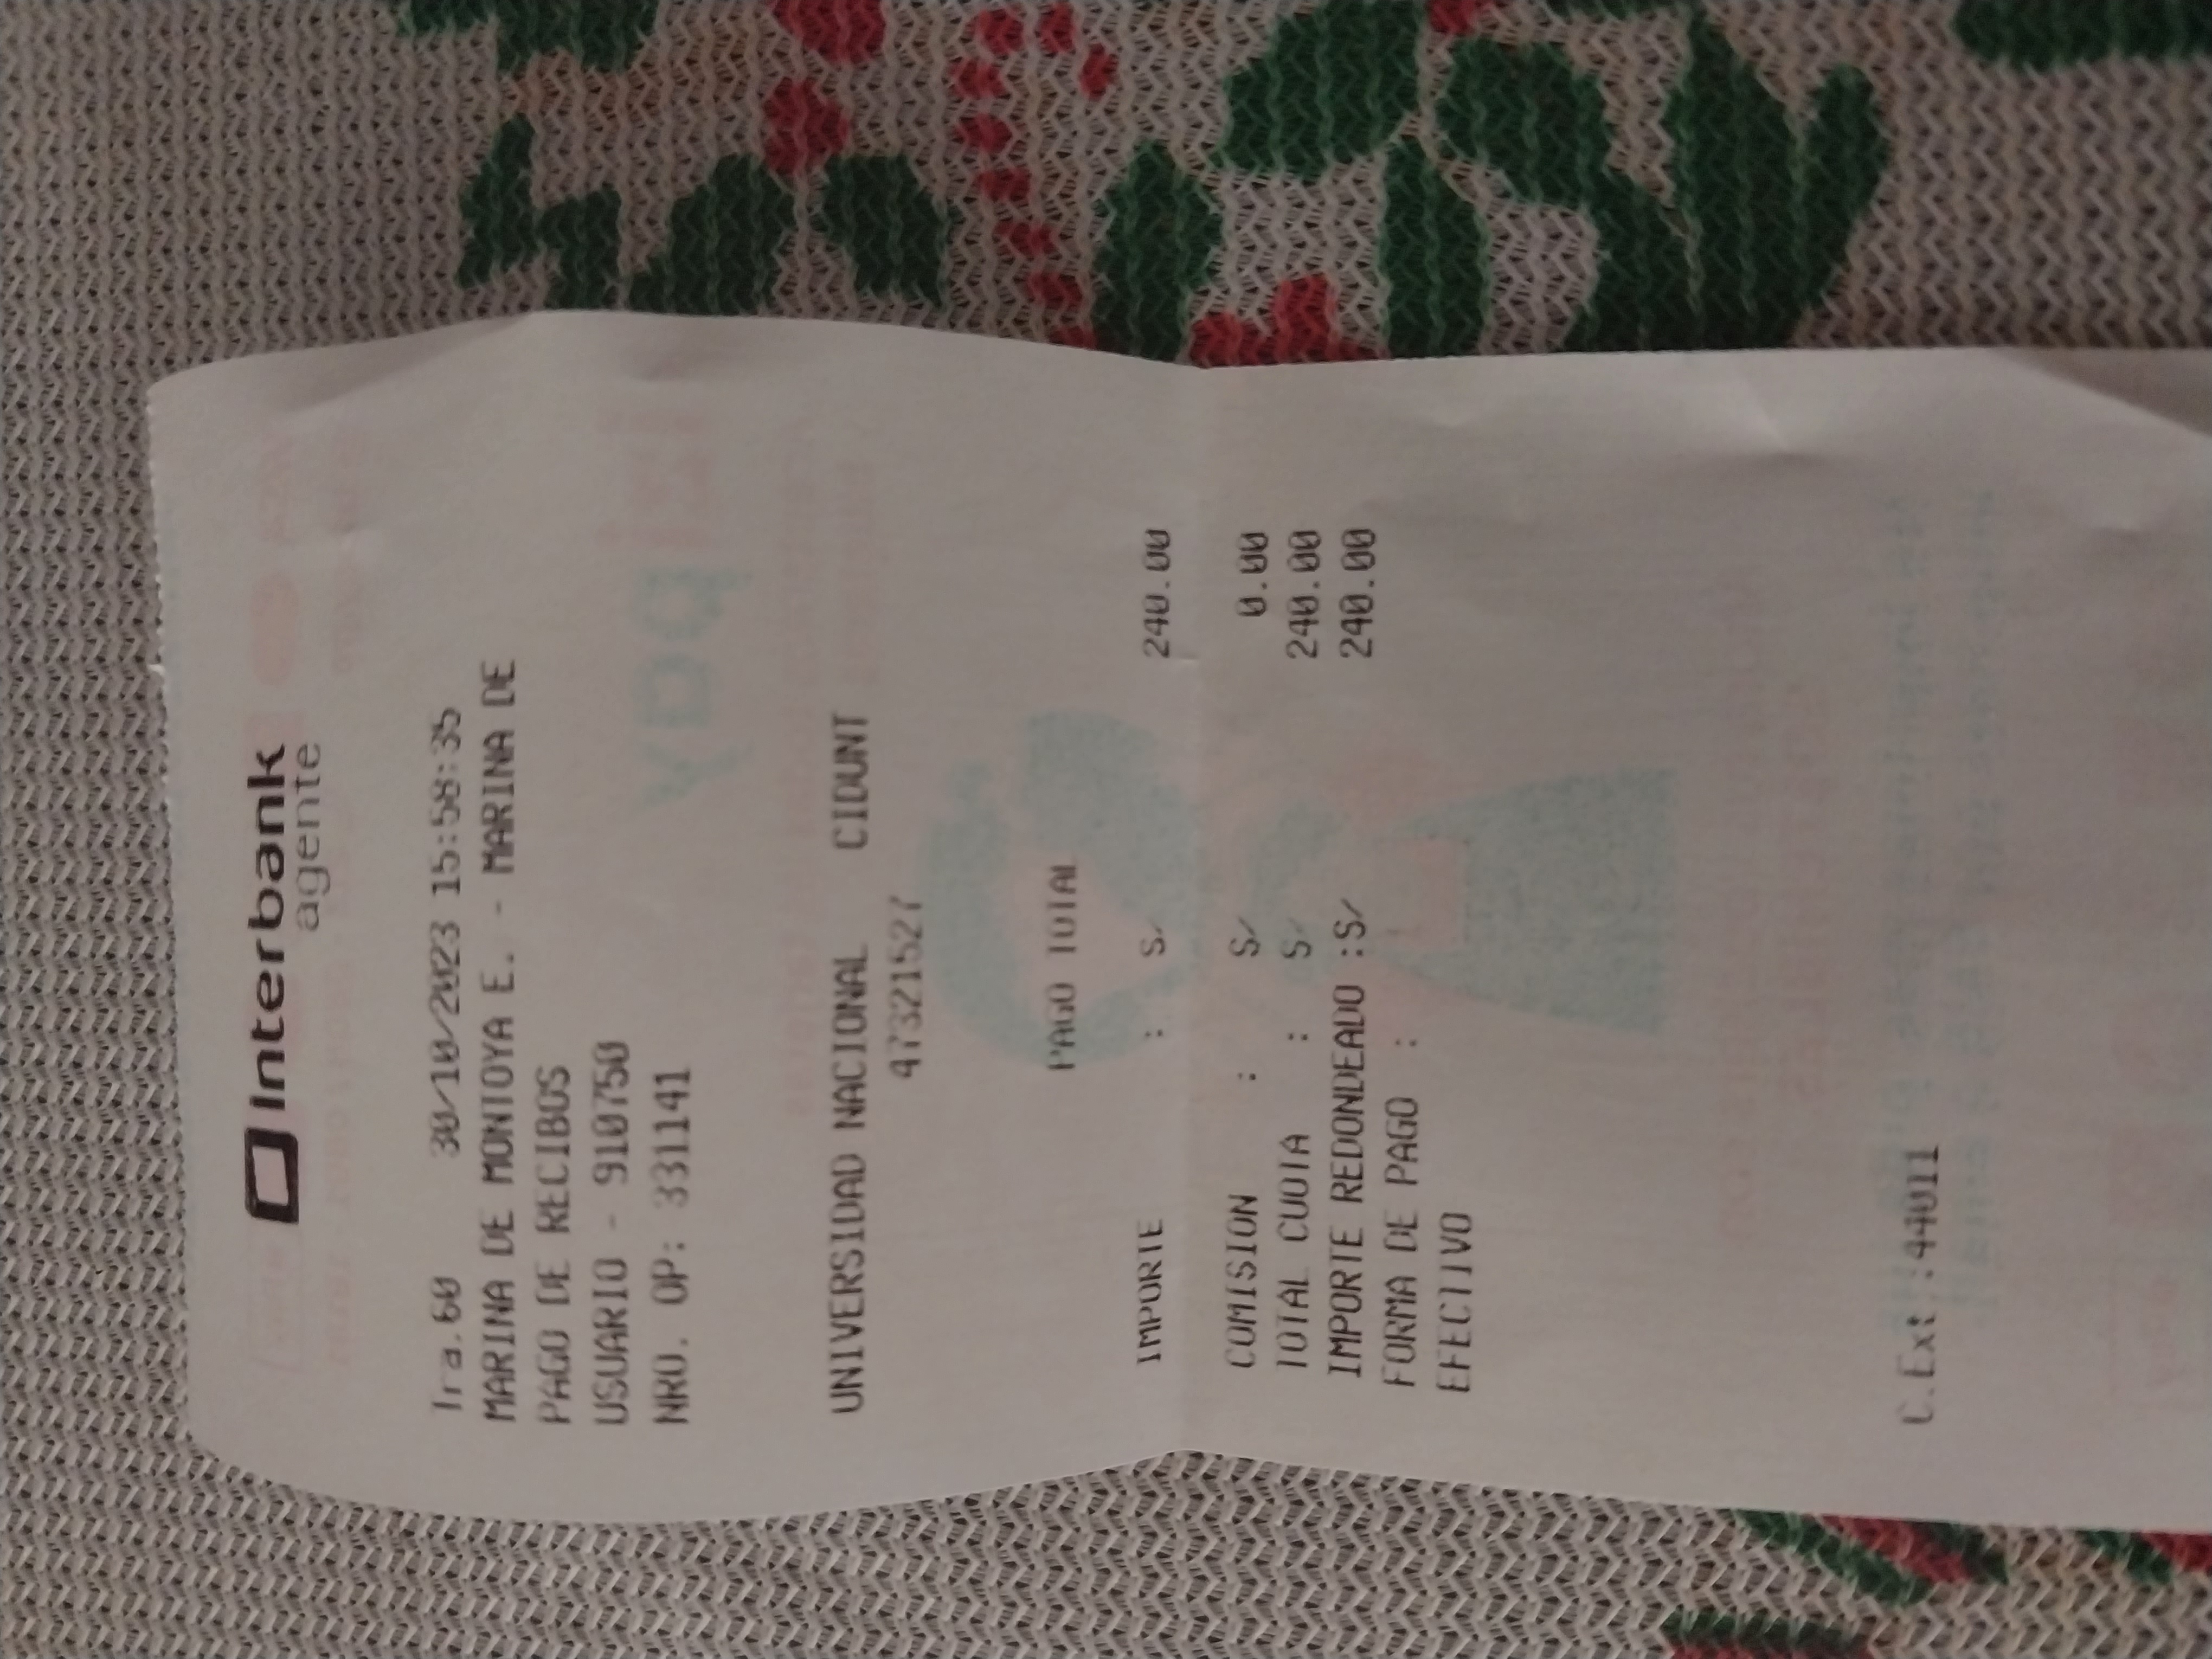 Interbank
agente
Tra.60 30/10/2023 15:58:35
MARINA DE MONTOYA E. - MARINA DE
PAGO DE RECIBOS
USUARIO - 910750
NRO. OP: 331141
UNIVERSIDAD NACIONAL CIDUNT
47321527
PAGO TOTAL
IMPORTE : S/ 240.00
COMISION : S/ 0.00
TOTAL CUOTA : S/ 240.00
IMPORTE REDONDEADO :S/ 240.00
FORMA DE PAGO :
EFECTIVO
C.Ext.:44011